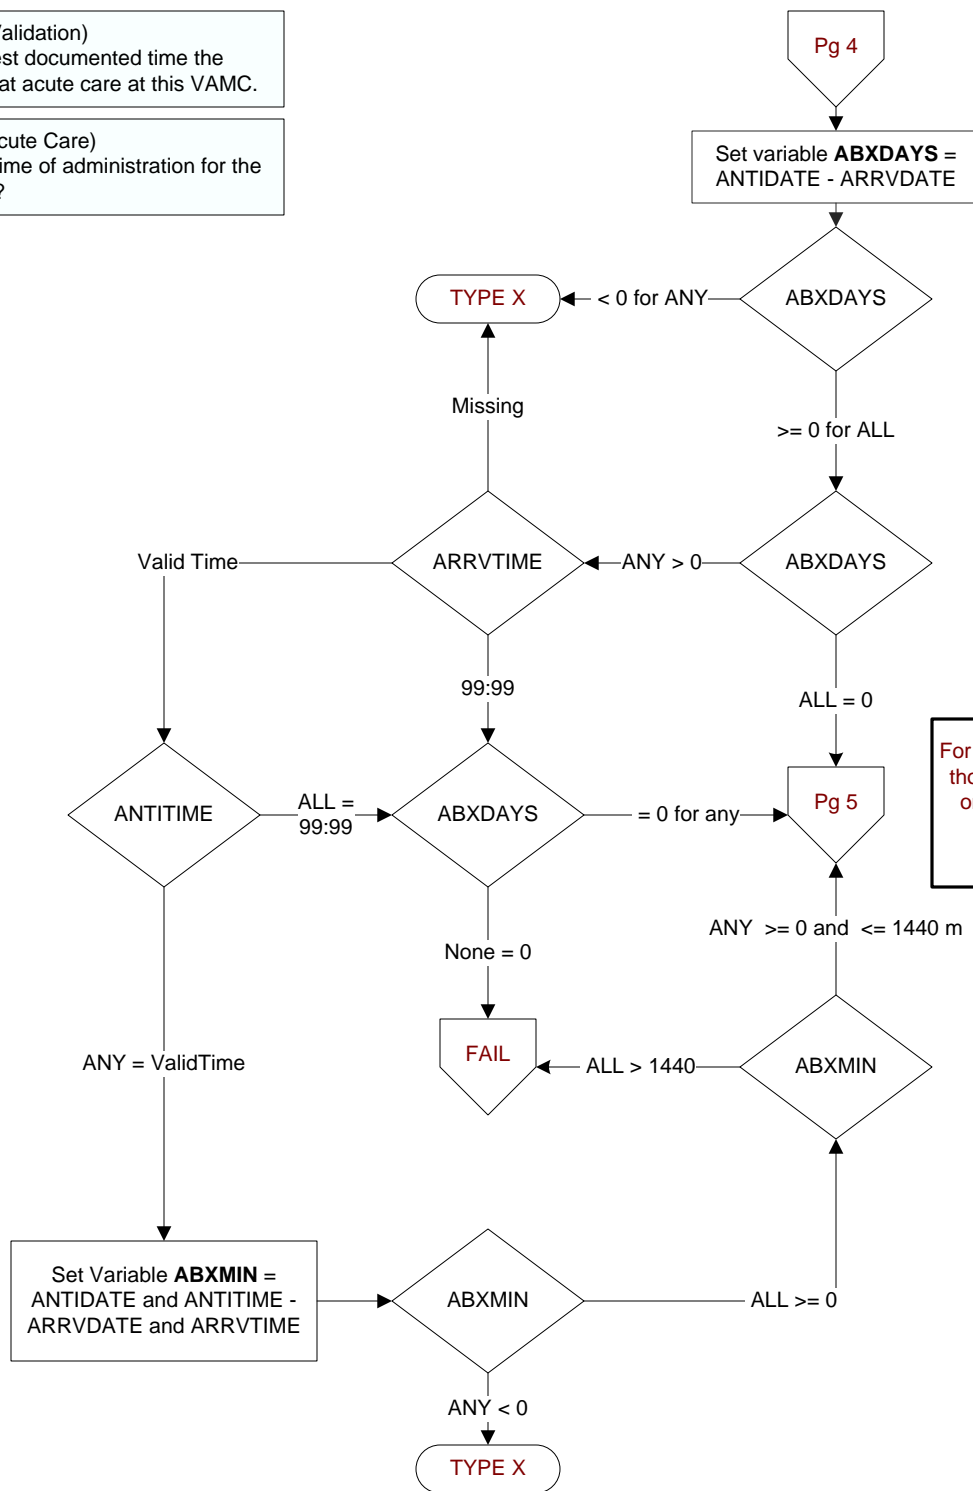 alidation)
st documented time the
at acute care at this VAMC.
cute Care)
ime of administration for the
?
Pg 4
Set variable ABXDAYS =
ANTIDATE - ARRVDATE
ABXDAYS
< 0 for ANY
TYPE X
Missing
>= 0 for ALL
ABXDAYS
ANY > 0
ARRVTIME
Valid Time
99:99
ALL = 0
ANTITIME
ALL =
99:99
ABXDAYS
= 0 for any
Pg 5
For
tho
o
None = 0
ANY >= 0 and <= 1440 m
FAIL
ALL > 1440
ABXMIN
ANY = ValidTime
Set Variable ABXMIN =
ANTIDATE and ANTITIME -
ARRVDATE and ARRVTIME
ABXMIN
ALL >= 0
ANY < 0
TYPE X